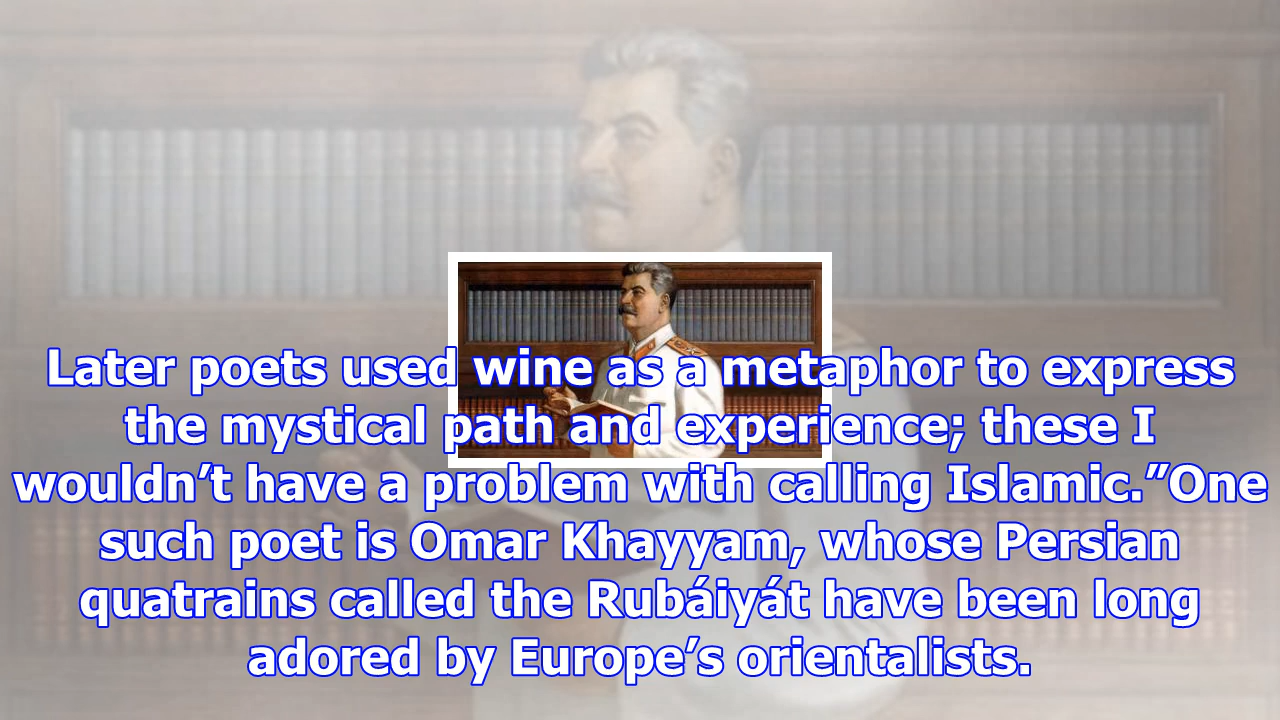 Later poets used wine as a metaphor to express
the mystical path and experience; these I
wouldn’t have a problem with calling Islamic.”One
such poet is Omar Khayyam, whose Persian
quatrains called the Rubáiyát have been long
adored by Europe’s orientalists.